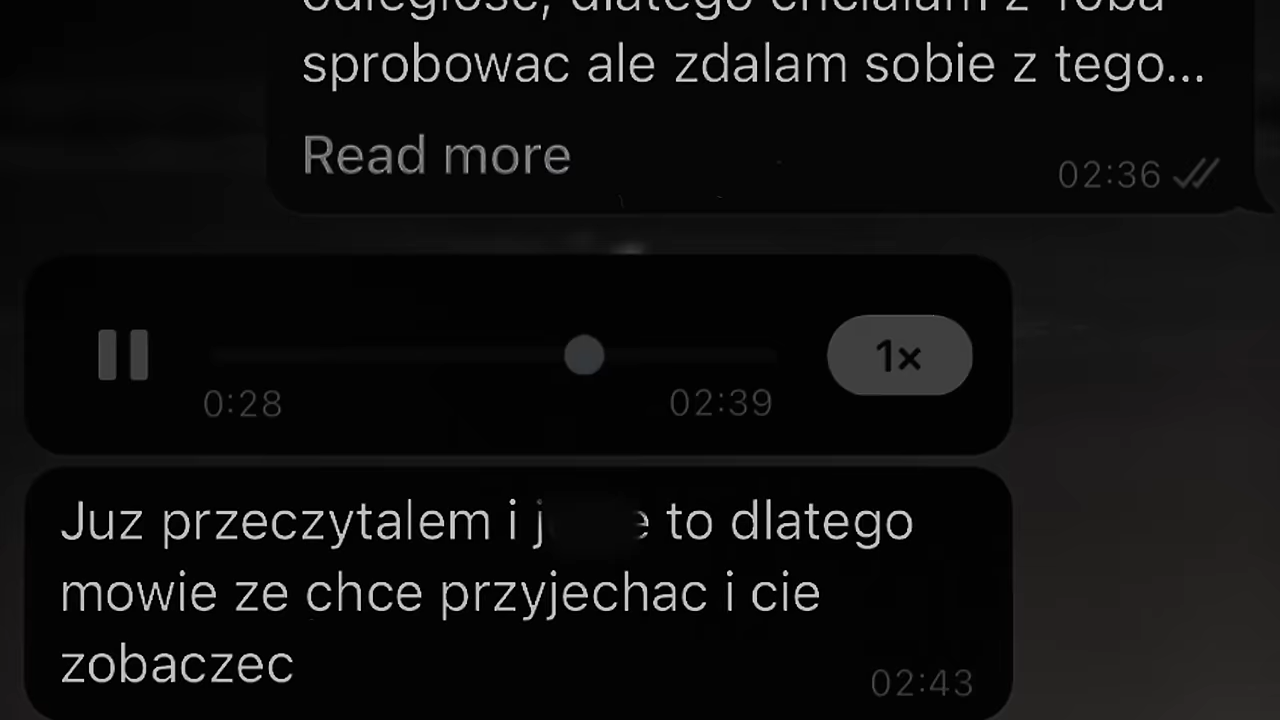 sprobowac ale zdalam sobie z tego...
Read more
02:36
0:28
02:39
1×
Juz przeczytalem i to dlatego
mowie ze chce przyjechac i cie
zobaczec
02:43